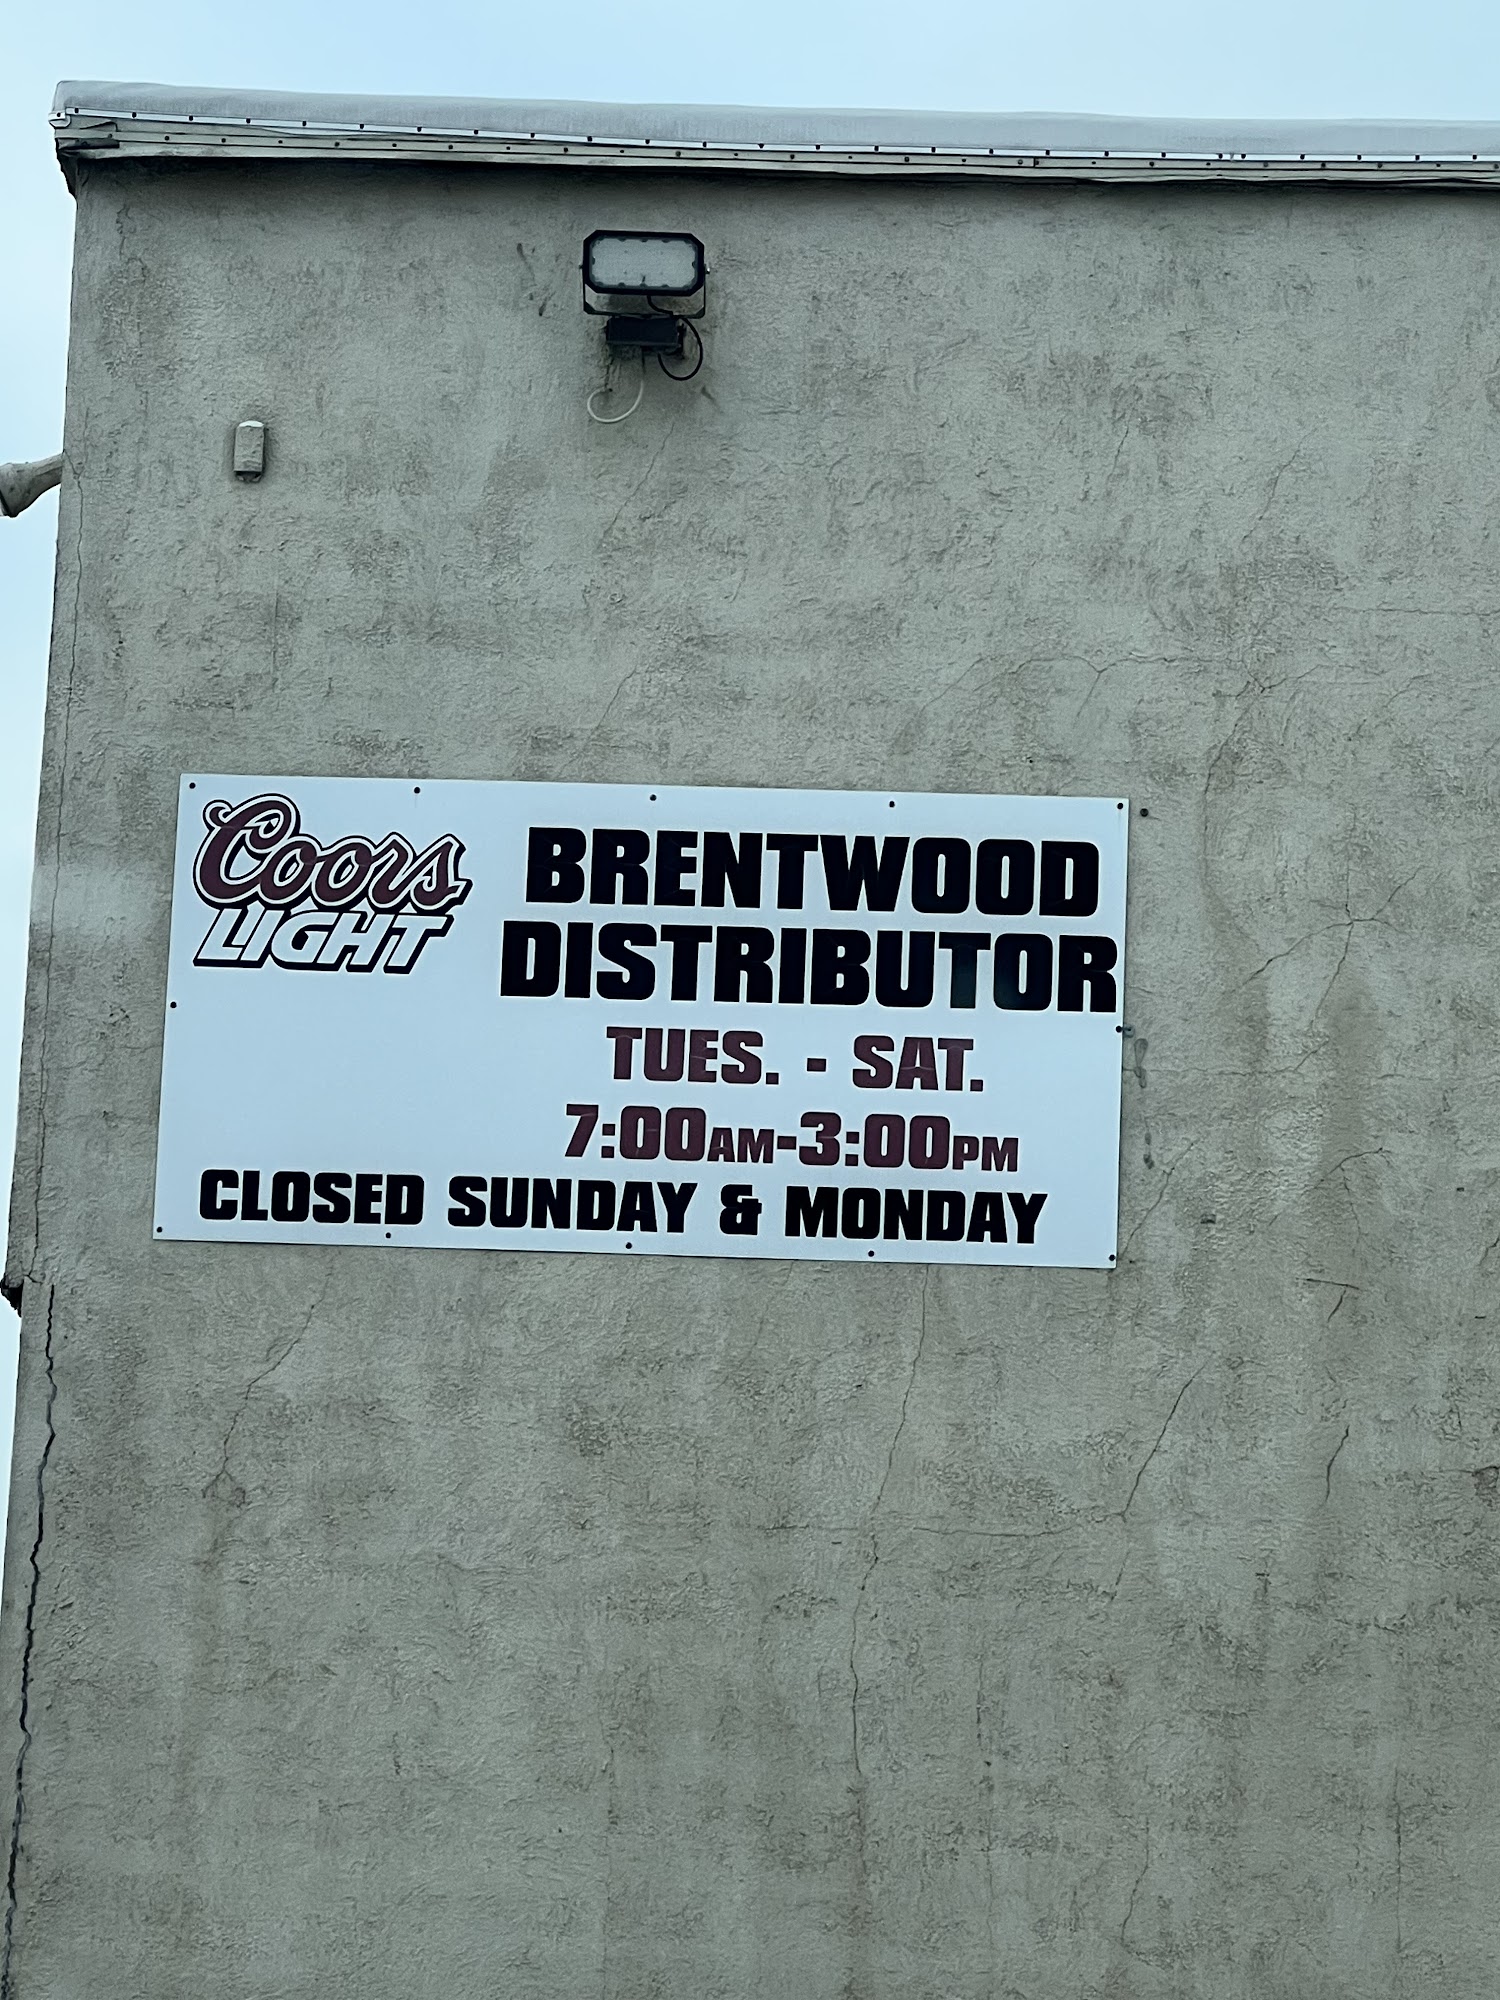 Coors
LIGHT
BRENTWOOD
DISTRIBUTOR
TUES. - SAT.
7:00AM-3:00PM
CLOSED SUNDAY & MONDAY